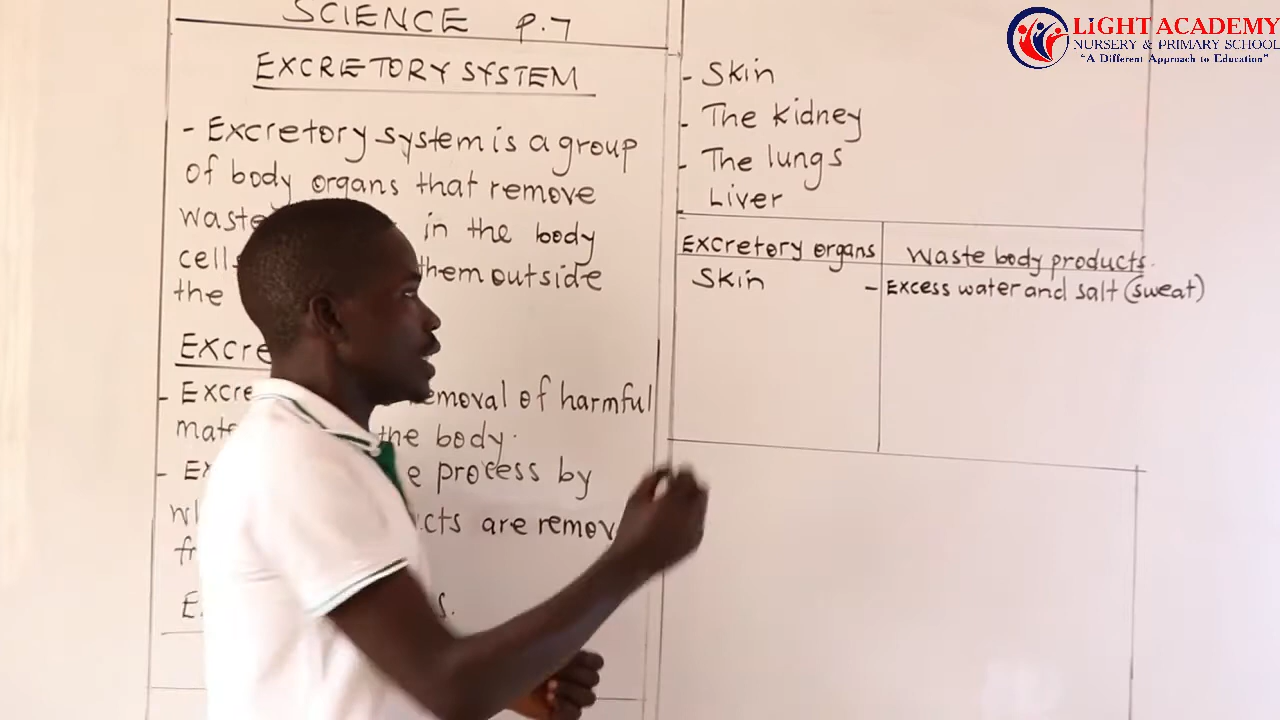 SCIENCE P.7
EXCRETORY SYSTEM
- Excretory system is a group
of body organs that remove
waste in the body
cells them outside
the
Excre
- Excre removal of harmful
mate the body.
- Ex e process by
wh cts are remov
fr
E s.
- Skin
- The kidney
- The lungs
Liver
Excretory organs
Waste body products.
Skin
- Excess water and salt (sweat)
LIGHT ACADEMY
NURSERY & PRIMARY SCHOOL
"A Different Approach to Education"